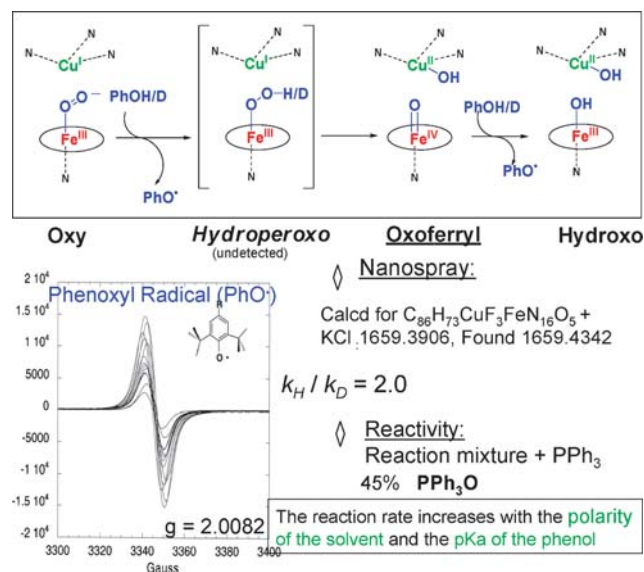 N N N N N N N N
Cu^I Cu^I Cu^II Cu^II
OH OH
O=O^– PhOH/D O O–H/D O PhOH/D OH
Fe^III Fe^III Fe^IV Fe^III
N N N N
PhO• PhO•
Oxy Hydroperoxo Oxoferryl Hydroxo
(undetected)
◊ Nanospray:
Calcd for C86H73CuF3FeN16O5 +
KCl 1659.3906, Found 1659.4342
kH / kD = 2.0
◊ Reactivity:
Reaction mixture + PPh3
45% PPh3O
The reaction rate increases with the polarity
of the solvent and the pKa of the phenol
Phenoxyl Radical (PhO•)
R
O •
2 10^4
1.5 10^4
1 10^4
5000
0
-5000
-1 10^4
-1.5 10^4
-2 10^4
g = 2.0082
3300 3320 3340 3360 3380 3400
Gauss